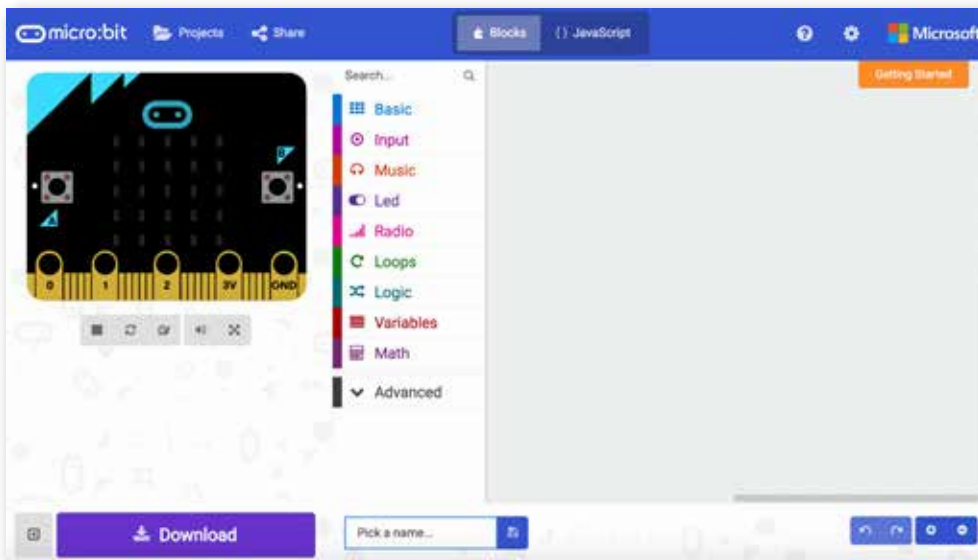 micro:bit Projects Share Blocks {} JavaScript Microsoft
Search... Getting Started
Basic
Input
B
Music
Led
A
Radio
Loops
0 1 2 3V GND
Logic
Variables
Math
Advanced
Download Pick a name...